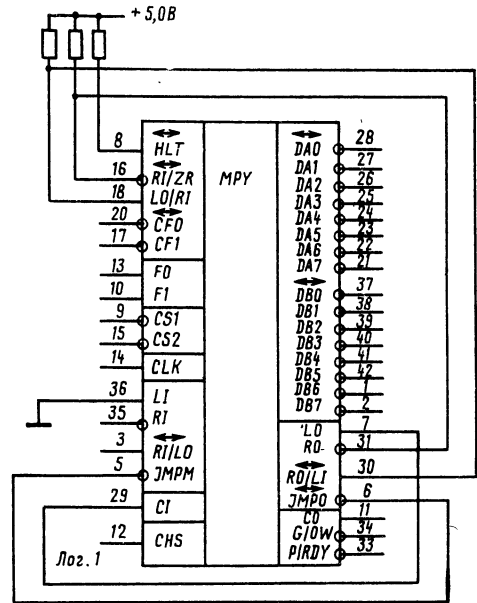 + 5,0В
8 HLT
16 RI/ZR
18 LO/RI
20 CF0
17 CF1
13 F0
10 F1
9 CS1
15 CS2
14 CLK
36 LI
35 RI
3 RI/LO
5 JMPM
29 CI
12 CHS
Лог. 1
MPY
DA0 28
DA1 27
DA2 26
DA3 25
DA4 24
DA5 23
DA6 22
DA7 21
DB0 37
DB1 38
DB2 39
DB3 40
DB4 41
DB5 42
DB6 1
DB7 2
LO 7
RO 31
RO/LI 30
JMPO 6
CO 11
G/OW 34
P/RDY 33